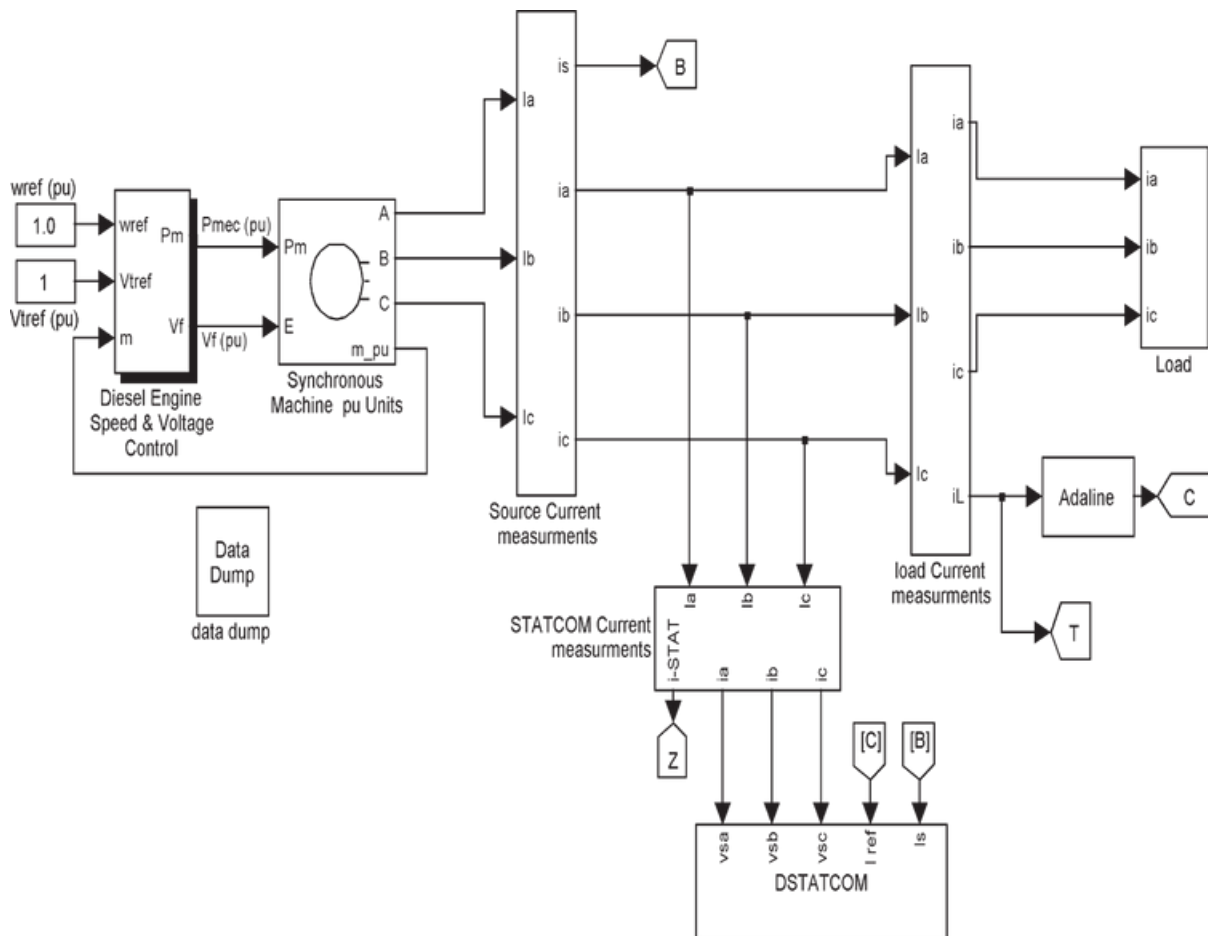 wref (pu)
1.0
1
Vtref (pu)
wref
Vtref
m
Pm
Vf
Diesel Engine
Speed & Voltage
Control
Pmec (pu)
Vf (pu)
Pm
E
A
B
C
m_pu
Synchronous
Machine pu Units
Data
Dump
data dump
Ia
Ib
Ic
is
ia
ib
ic
Source Current
measurments
B
Ia
Ib
Ic
ia
ib
ic
iL
load Current
measurments
ia
ib
ic
Load
Adaline
C
T
STATCOM Current
measurments
Ia
Ib
Ic
i-STAT
ia
ib
ic
Z
[C]
[B]
vsa
vsb
vsc
I ref
Is
DSTATCOM